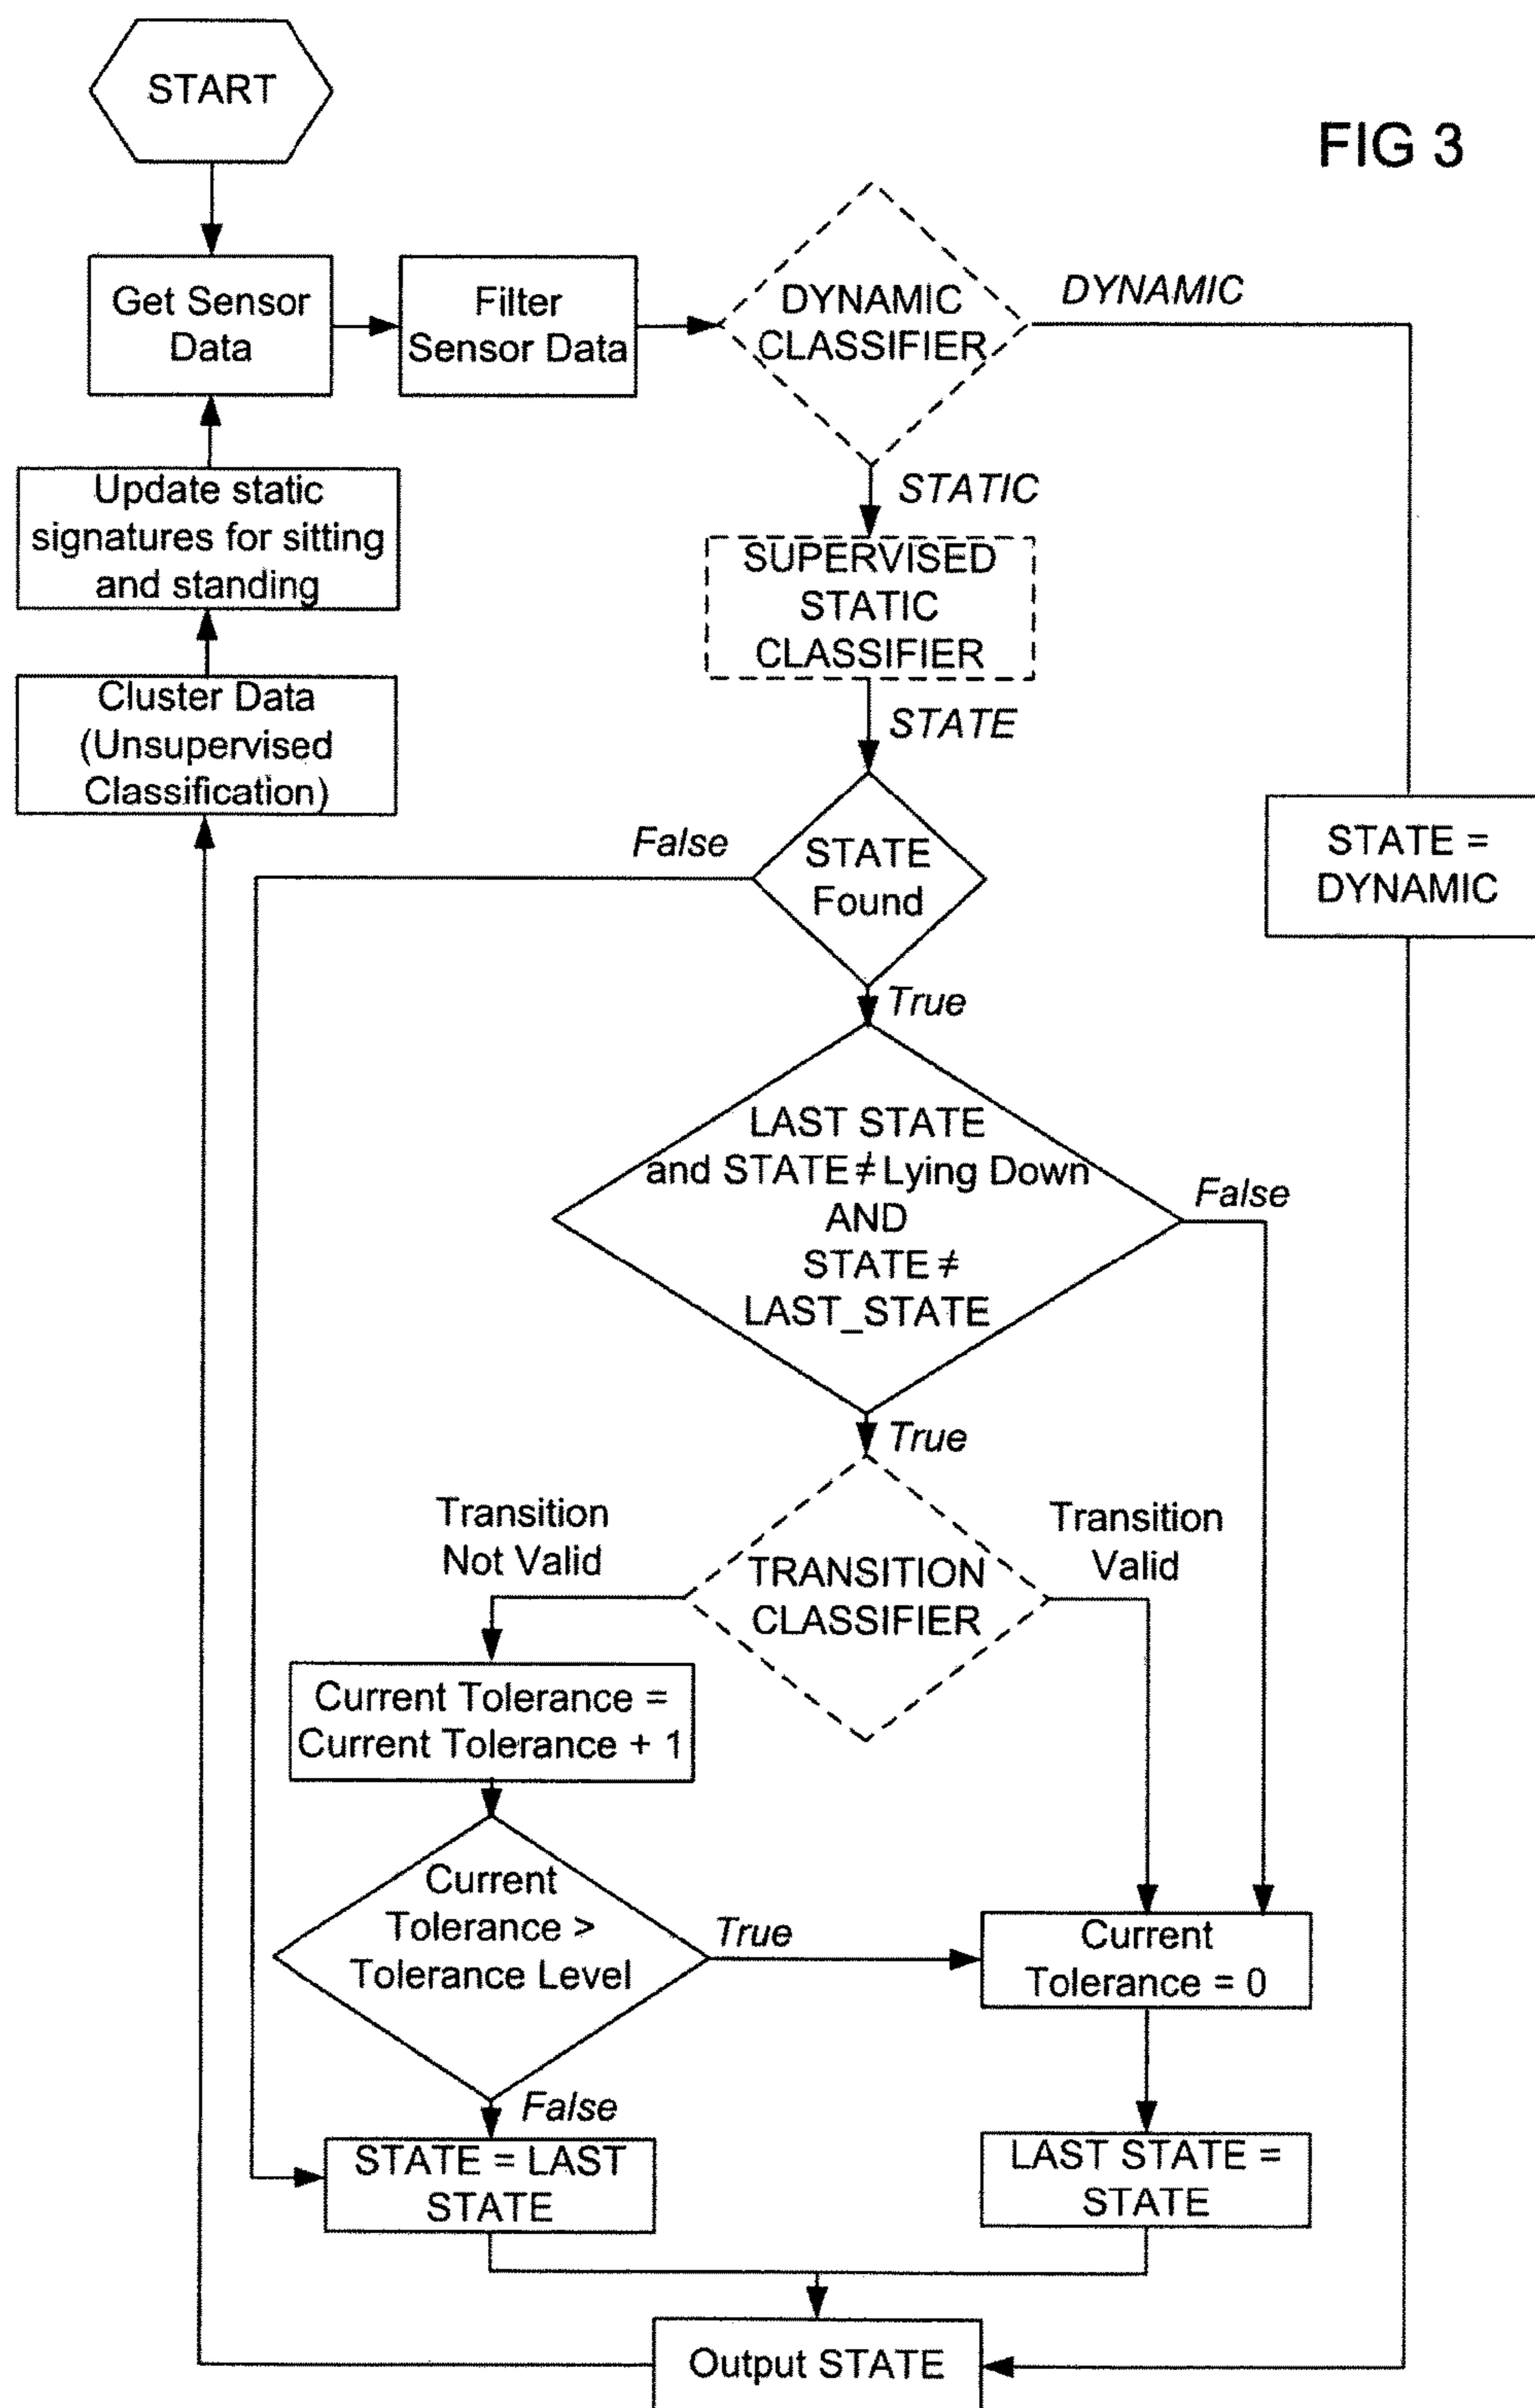 START
FIG 3
Get Sensor
Data
Filter
Sensor Data
DYNAMIC
CLASSIFIER
DYNAMIC
STATIC
Update static
signatures for sitting
and standing
SUPERVISED
STATIC
CLASSIFIER
Cluster Data
(Unsupervised
Classification)
STATE
STATE
Found
False
STATE =
DYNAMIC
True
LAST STATE
and STATE ≠ Lying Down
AND
STATE ≠
LAST_STATE
False
True
Transition
Not Valid
TRANSITION
CLASSIFIER
Transition
Valid
Current Tolerance =
Current Tolerance + 1
Current
Tolerance >
Tolerance Level
True
Current
Tolerance = 0
False
STATE = LAST
STATE
LAST STATE =
STATE
Output STATE